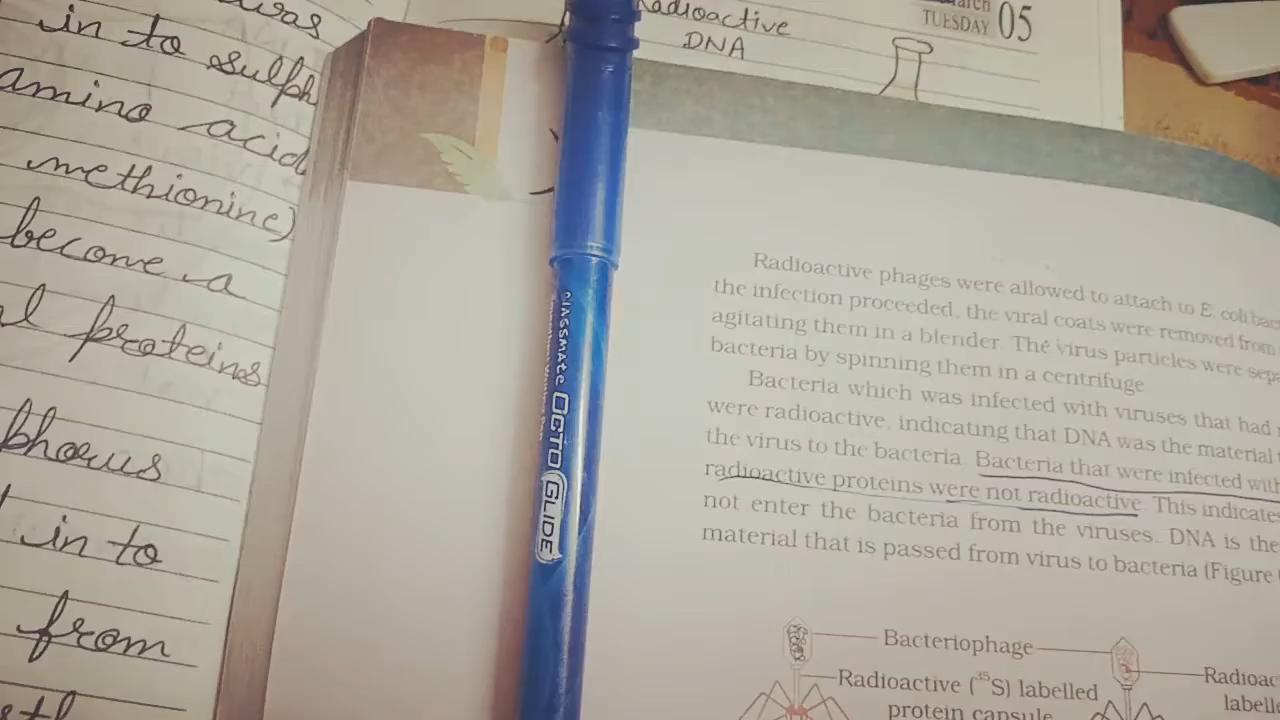 was
in to sulph
amino acid
methionine)
become a
l proteins
phorus
in to
from
Radioactive
DNA
March
TUESDAY 05
CLASSMATE OCTO GLIDE
Radioactive phages were allowed to attach to E. coli bac
the infection proceeded, the viral coats were removed from
agitating them in a blender. The virus particles were sepa
bacteria by spinning them in a centrifuge
Bacteria which was infected with viruses that had
were radioactive, indicating that DNA was the material
the virus to the bacteria. Bacteria that were infected with
radioactive proteins were not radioactive. This indicate
not enter the bacteria from the viruses. DNA is the
material that is passed from virus to bacteria (Figure
Bacteriophage
Radioactive (³⁵S) labelled
protein capsule
Radioac
labell